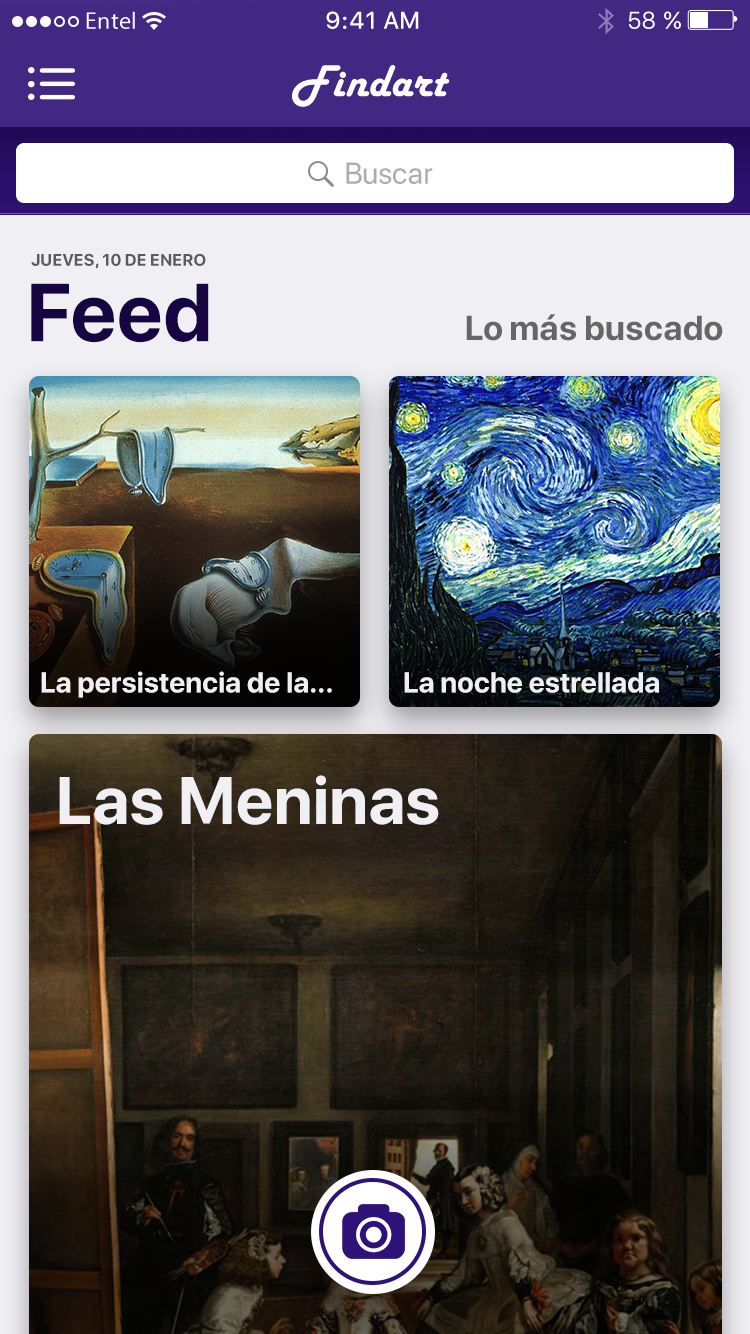 Entel 9:41 AM 58 %
Findart
Buscar
JUEVES, 10 DE ENERO
Feed
Lo más buscado
La persistencia de la...
La noche estrellada
Las Meninas